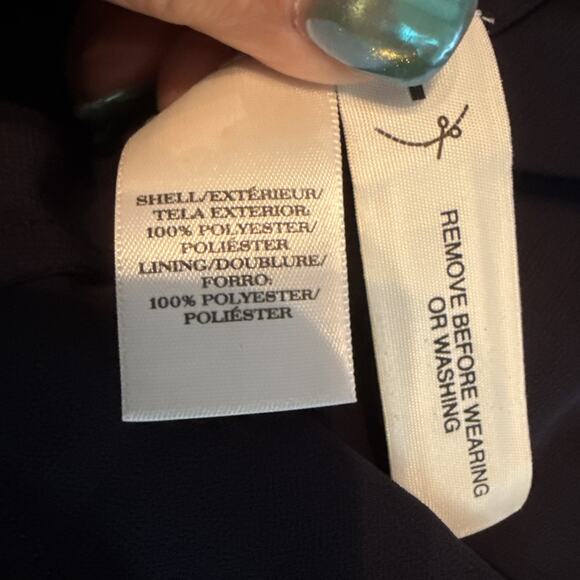 SHELL/EXTÉRIEUR/
TELA EXTERIOR:
100% POLYESTER/
POLIÉSTER
LINING/DOUBLURE/
FORRO:
100% POLYESTER/
POLIÉSTER
REMOVE BEFORE WEARING
OR WASHING